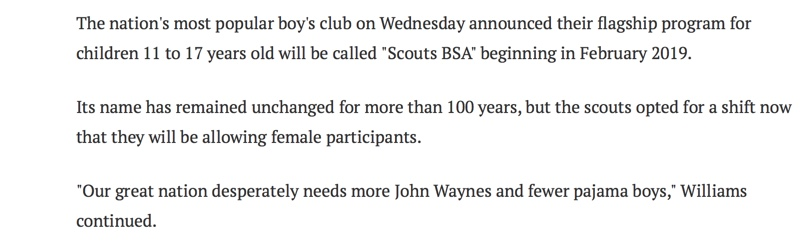 The nation's most popular boy's club on Wednesday announced their flagship program for
children 11 to 17 years old will be called "Scouts BSA" beginning in February 2019.
Its name has remained unchanged for more than 100 years, but the scouts opted for a shift now
that they will be allowing female participants.
"Our great nation desperately needs more John Waynes and fewer pajama boys," Williams
continued.